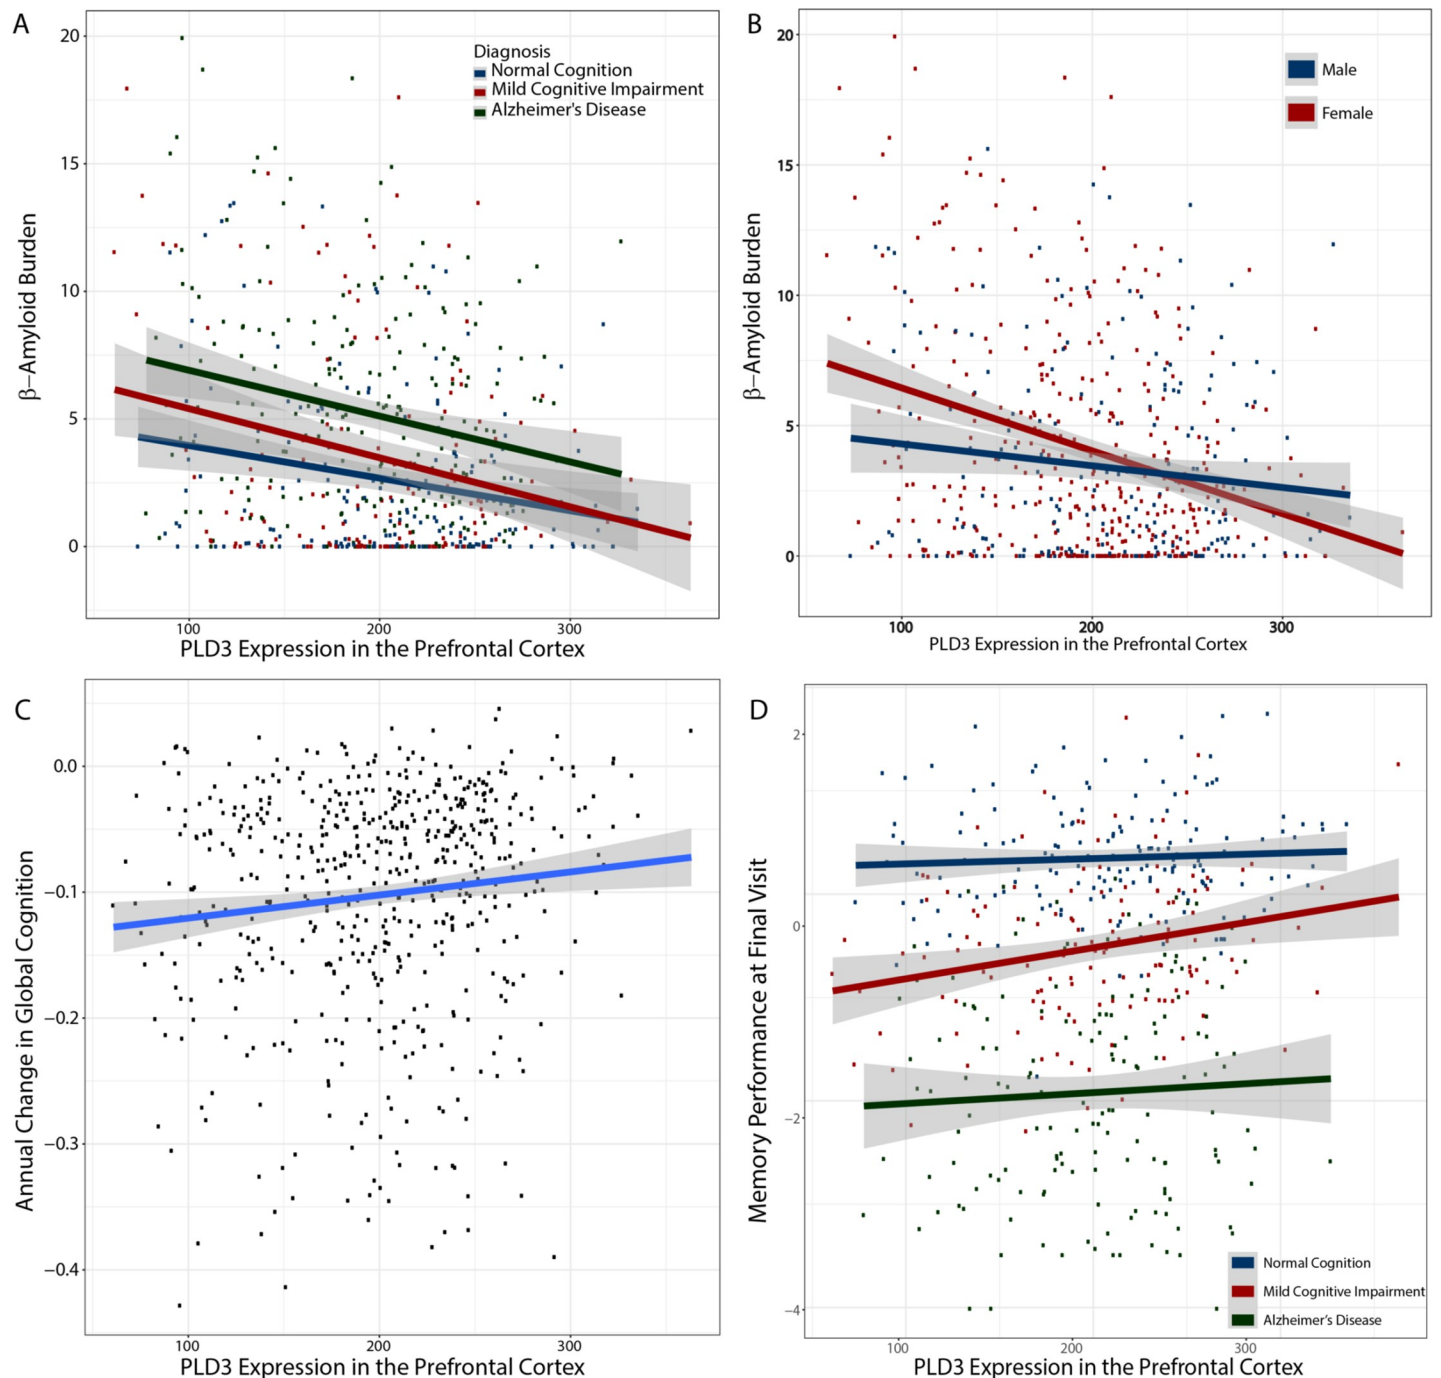 A
20
15
10
5
0
β−Amyloid Burden
Diagnosis
Normal Cognition
Mild Cognitive Impairment
Alzheimer's Disease
100
200
300
PLD3 Expression in the Prefrontal Cortex
B
20
15
10
5
0
β−Amyloid Burden
Male
Female
100
200
300
PLD3 Expression in the Prefrontal Cortex
C
0.0
−0.1
−0.2
−0.3
−0.4
Annual Change in Global Cognition
100
200
300
PLD3 Expression in the Prefrontal Cortex
D
2
0
−2
−4
Memory Performance at Final Visit
Normal Cognition
Mild Cognitive Impairment
Alzheimer's Disease
100
200
300
PLD3 Expression in the Prefrontal Cortex